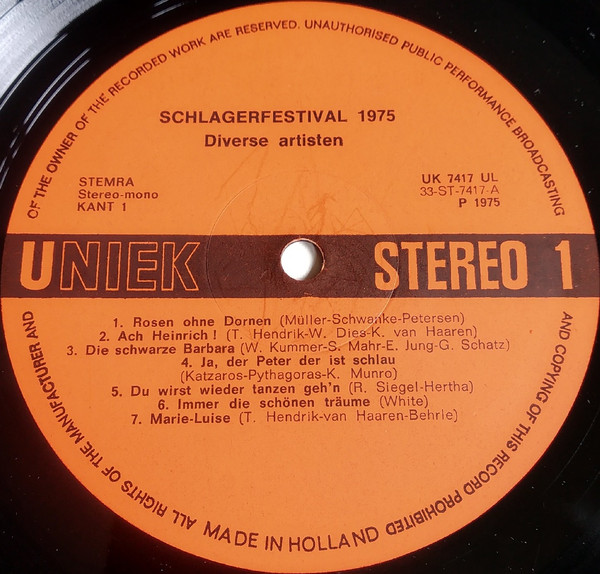 ALL RIGHTS OF THE MANUFACTURER AND OF THE OWNER OF THE RECORDED WORK ARE RESERVED. UNAUTHORISED PUBLIC PERFORMANCE BROADCASTING AND COPYING OF THIS RECORD PROHIBITED
SCHLAGERFESTIVAL 1975
Diverse artisten
STEMRA
Stereo-mono
KANT 1
UK 7417 UL
33-ST-7417-A
P 1975
UNIEK STEREO 1
1. Rosen ohne Dornen (Müller-Schwanke-Petersen)
2. Ach Heinrich! (T. Hendrik-W. Dies-K. van Haaren)
3. Die schwarze Barbara (W. Kummer-S. Mahr-E. Jung-G. Schatz)
4. Ja, der Peter der ist schlau
(Katzaros-Pythagoras-K. Munro)
5. Du wirst wieder tanzen geh'n (R. Siegel-Hertha)
6. Immer die schönen träume (White)
7. Marie-Luise (T. Hendrik-van Haaren-Behrle)
MADE IN HOLLAND